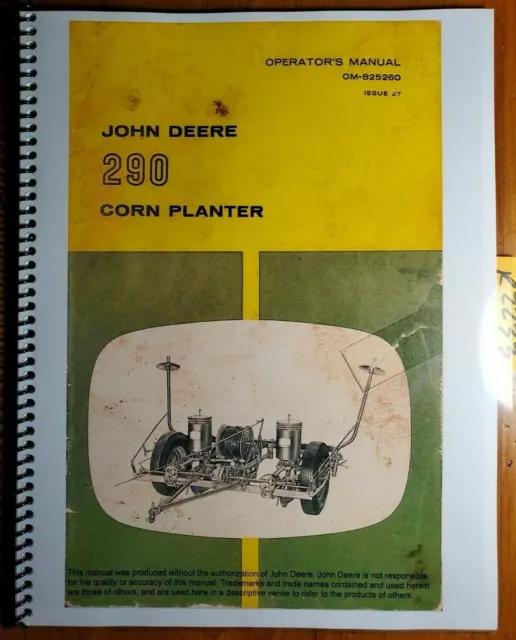 OPERATOR'S MANUAL
OM-B25260
ISSUE J7
JOHN DEERE
290
CORN PLANTER
This manual was produced without the authorization of John Deere. John Deere is not responsible
for the quality or accuracy of this manual. Trademarks and trade names contained and used herein
are those of others, and are used here in a descriptive sense to refer to the products of others.